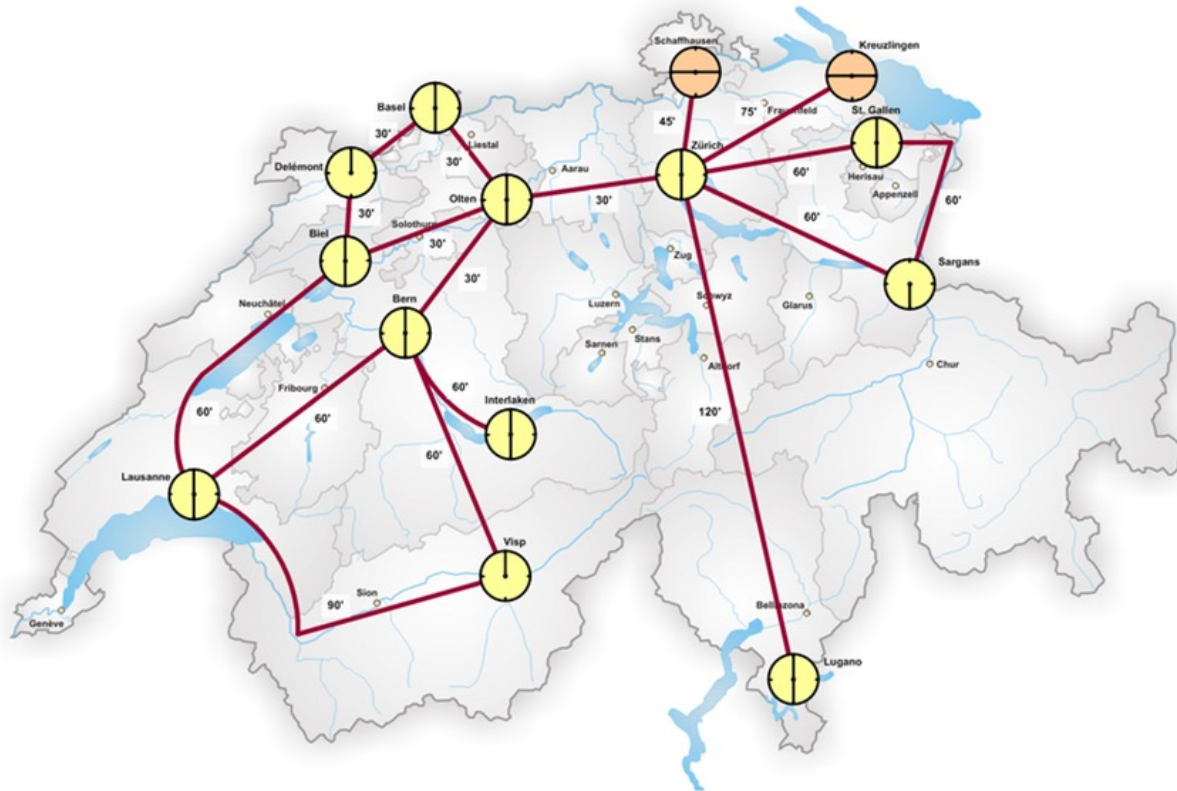 Schaffhausen
Kreuzlingen
Basel
45'
75'
Frauenfeld
St. Gallen
30'
Liestal
Zürich
Delémont
30'
Aarau
60'
Herisau
Appenzell
Olten
30'
60'
30'
Solothurn
60'
Biel
30'
Zug
Sargans
30'
Bern
Neuchâtel
Luzern
Schwyz
Glarus
Stans
Sarnen
Altdorf
Chur
Fribourg
60'
Interlaken
60'
60'
120'
60'
Lausanne
Visp
Sion
90'
Bellinzona
Genève
Lugano